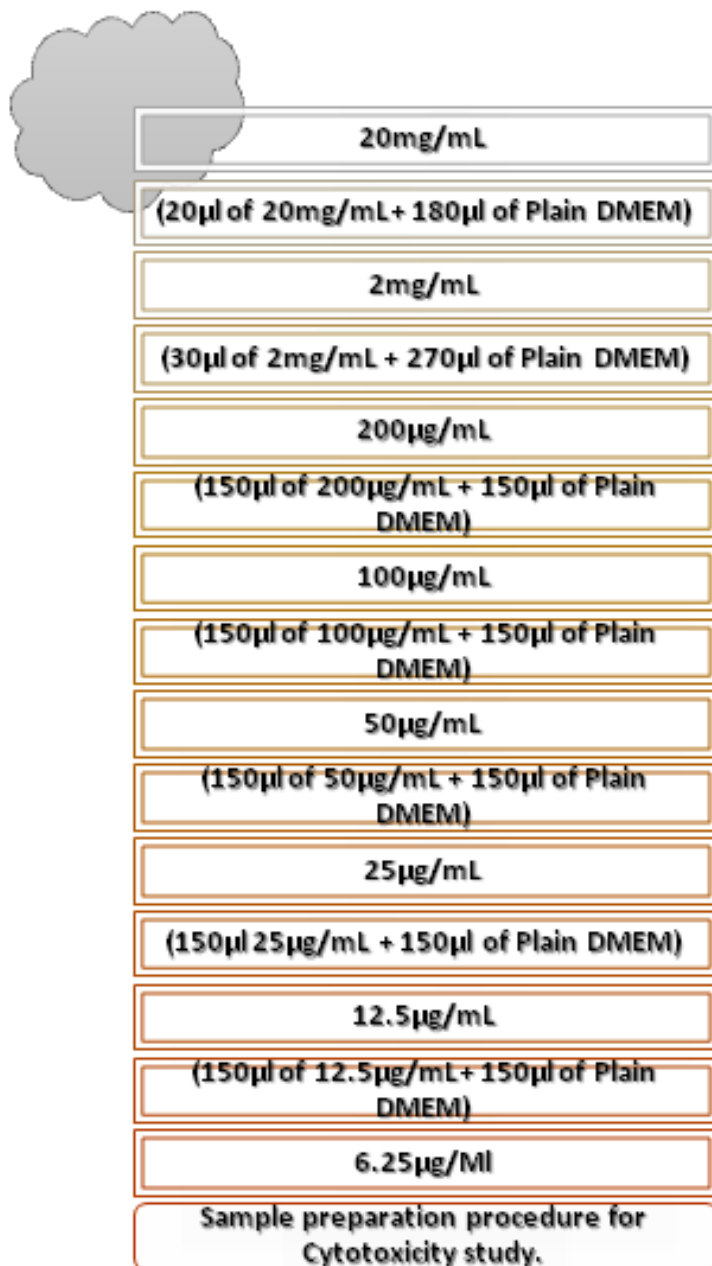 20mg/mL
(20µl of 20mg/mL+ 180µl of Plain DMEM)
2mg/mL
(30µl of 2mg/mL + 270µl of Plain DMEM)
200µg/mL
(150µl of 200µg/mL + 150µl of Plain
DMEM)
100µg/mL
(150µl of 100µg/mL + 150µl of Plain
DMEM)
50µg/mL
(150µl of 50µg/mL + 150µl of Plain
DMEM)
25µg/mL
(150µl 25µg/mL + 150µl of Plain DMEM)
12.5µg/mL
(150µl of 12.5µg/mL+ 150µl of Plain
DMEM)
6.25µg/Ml
Sample preparation procedure for
Cytotoxicity study.